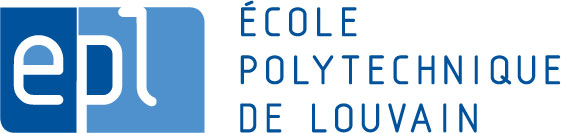 epl
ÉCOLE
POLYTECHNIQUE
DE LOUVAIN